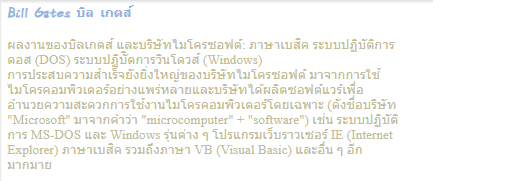 Bill Gates บิล เกตส์
ผลงานของบิลเกตส์ และบริษัทไมโครซอฟต์: ภาษาเบสิค ระบบปฏิบัติการ
ดอส (DOS) ระบบปฏิบัติการวินโดวส์ (Windows)
การประสบความสำเร็จยั่งยิ่งใหญ่ของบริษัทไมโครซอฟต์ มาจากการใช้
ไมโครคอมพิวเตอร์อย่างแพร่หลายและบริษัทได้ผลิตซอฟต์แวร์เพื่อ
อำนวยความสะดวกการใช้งานไมโครคอมพิวเตอร์โดยเฉพาะ (ดังชื่อบริษัท
"Microsoft" มาจากคำว่า "microcomputer" + "software") เช่น ระบบปฏิบัติ
การ MS-DOS และ Windows รุ่นต่าง ๆ โปรแกรมเว็บราวเซอร์ IE (Internet
Explorer) ภาษาเบสิค รวมถึงภาษา VB (Visual Basic) และอื่น ๆ อีก
มากมาย